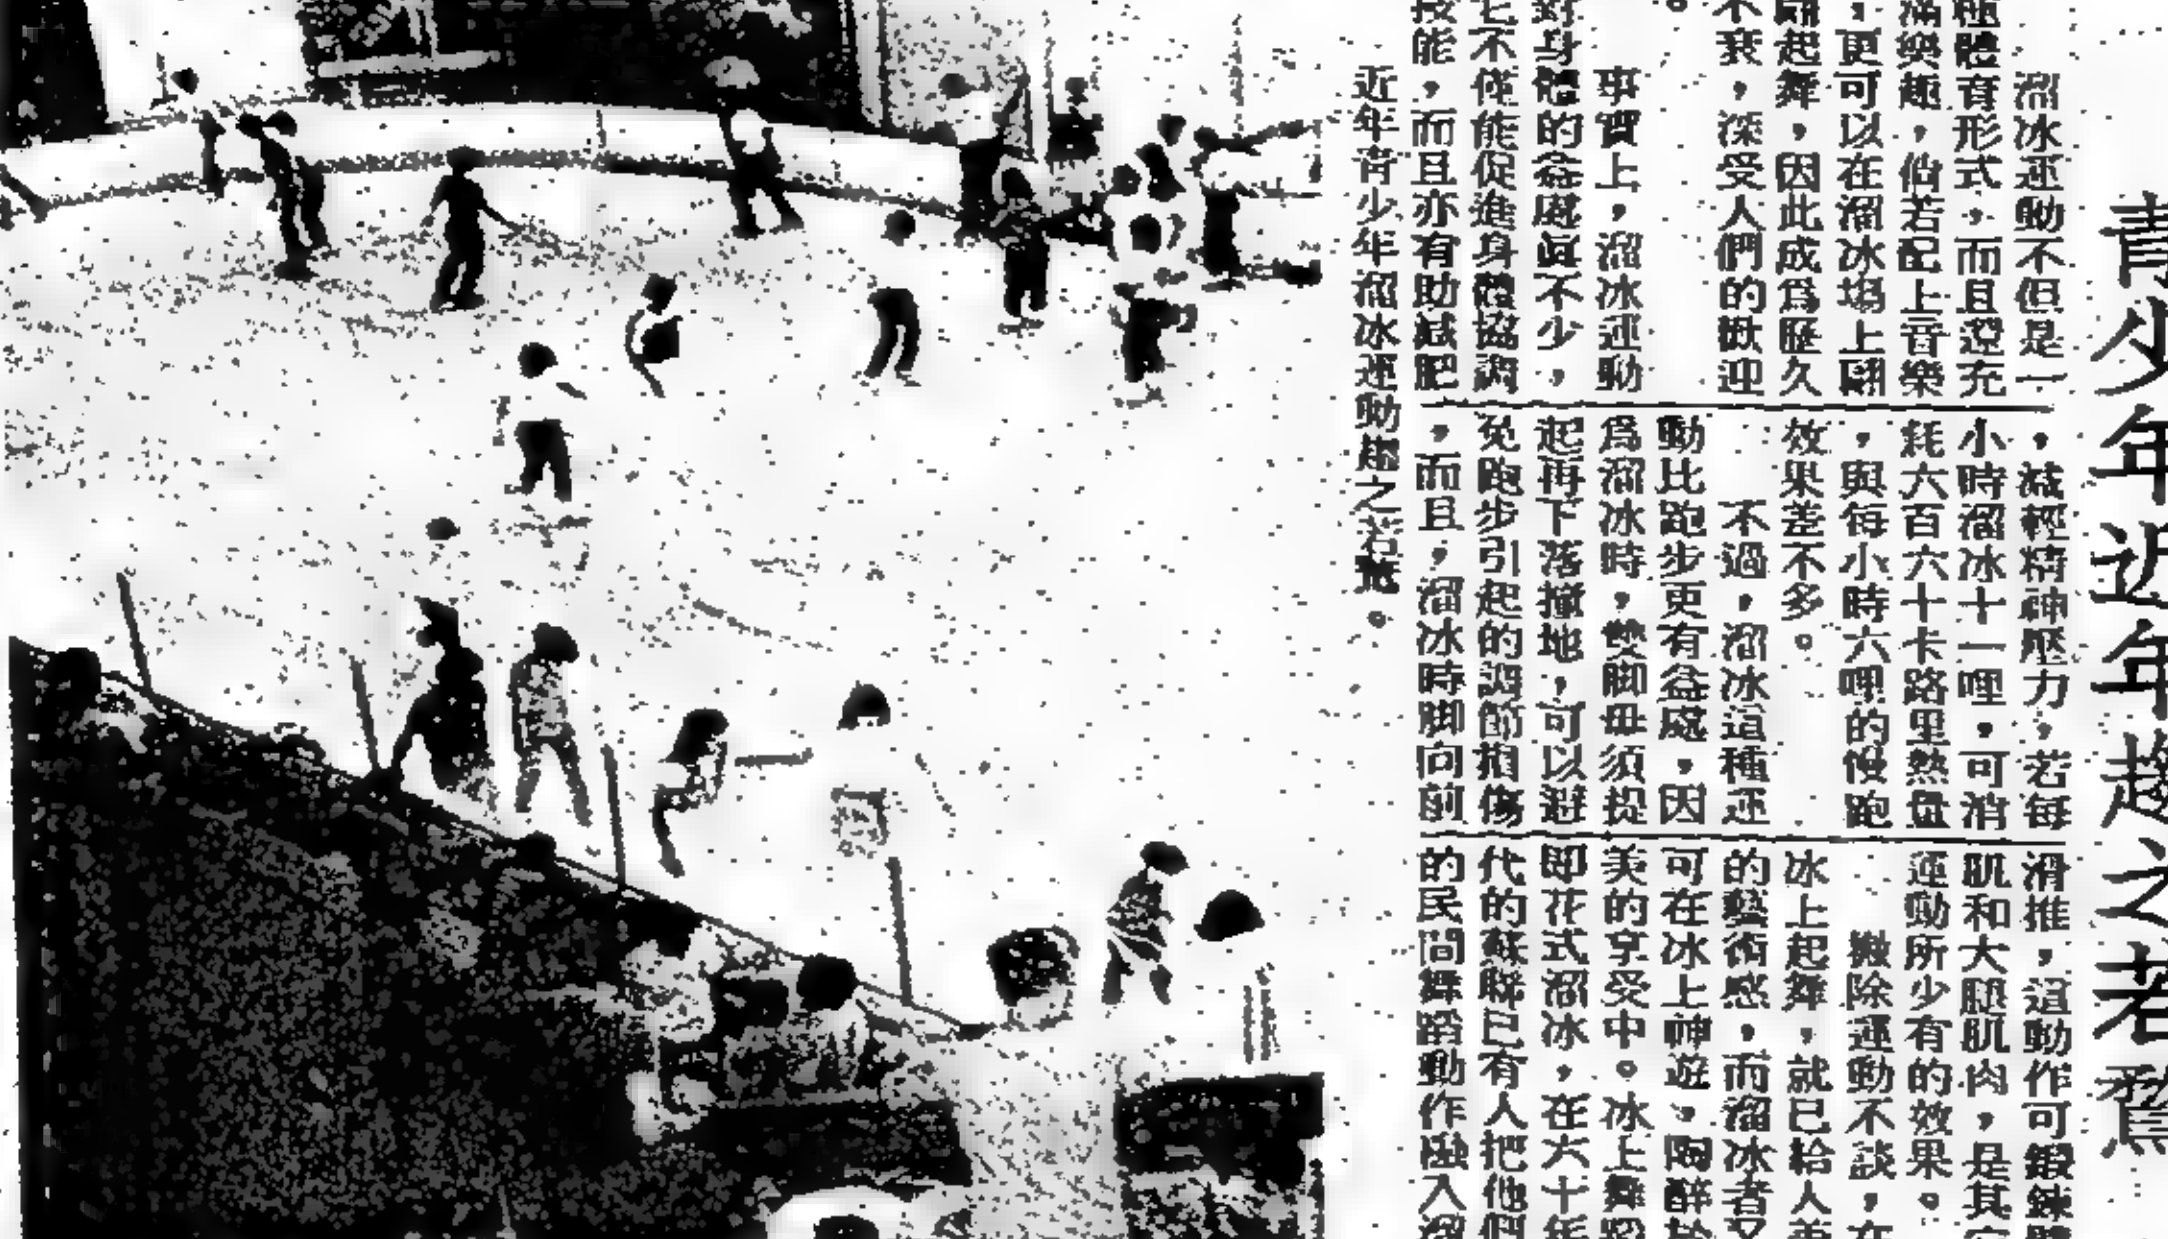 青少年近年趨之若鶩
溜冰運動不但是一
種體育形式，而且還充
滿樂趣，倘若配上音樂
，更可以在溜冰場上翩
翩起舞，因此成爲歷久
不衰，深受人們的歡迎
。
事實上，溜冰運動
對身體的益處眞不少，
它不僅能促進身體協調
技能，而且亦有助減肥
，減輕精神壓力，若每
小時溜冰十一哩，可消
耗六百六十卡路里熱量
，與每小時六哩的慢跑
效果差不多。
不過，溜冰這種運
動比跑步更有益處，因
爲溜冰時，雙脚毋須提
起再下落撞地，可以避
免跑步引起的調節損傷
，而且，溜冰時脚向前
滑推，這動作可鍛鍊
肌和大腿肌肉，是其
運動所少有的效果。
撇除運動不談，在
冰上起舞，就已給人
的藝術感，而溜冰者又
可在冰上神遊、陶醉於
美的享受中。冰上舞蹈
即花式溜冰，在六十年
代的蘇聯已有人把他們
的民間舞蹈動作融入溜
近年青少年溜冰運動趨之若鶩。